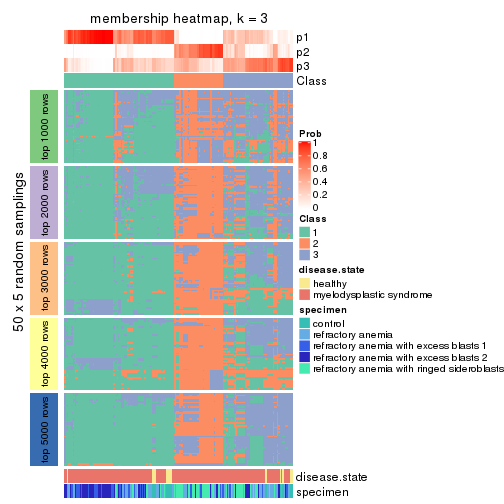 membership heatmap, k = 3
p1
p2
p3
Class
50 x 5 random samplings
top 1000 rows
top 2000 rows
top 3000 rows
top 4000 rows
top 5000 rows
disease.state
specimen
Prob
1
0.8
0.6
0.4
0.2
0
Class
1
2
3
disease.state
healthy
myelodysplastic syndrome
specimen
control
refractory anemia
refractory anemia with excess blasts 1
refractory anemia with excess blasts 2
refractory anemia with ringed sideroblasts